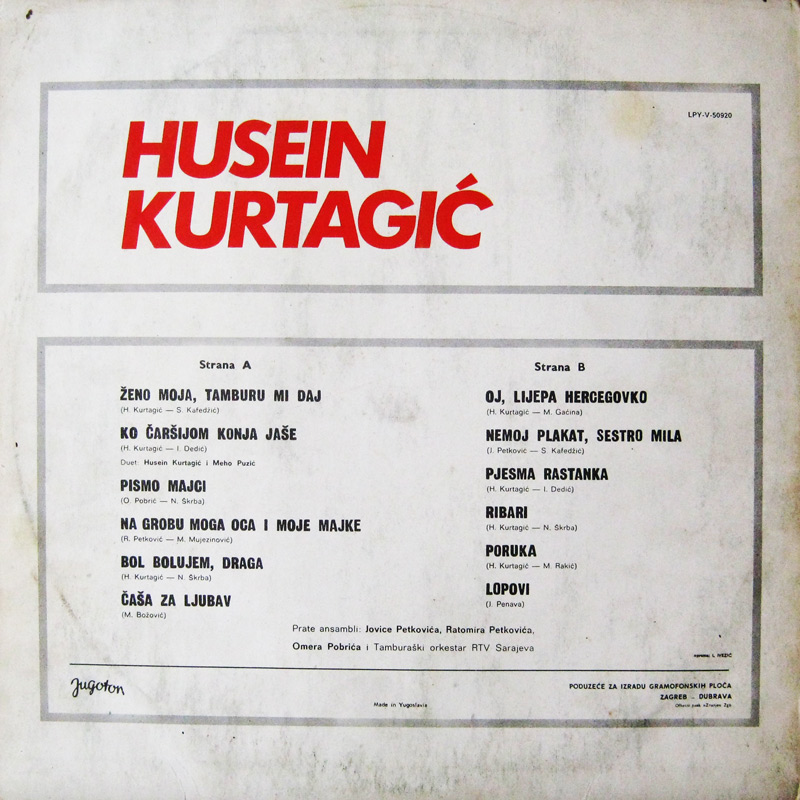 LPY-V-50920
HUSEIN
KURTAGIĆ
Strana A
ŽENO MOJA, TAMBURU MI DAJ
(H. Kurtagić — S. Kafedžić)
KO ČARŠIJOM KONJA JAŠE
(H. Kurtagić — I. Dedić)
Duet: Husein Kurtagić i Meho Puzić
PISMO MAJCI
(O. Pobrić — N. Škrba)
NA GROBU MOGA OCA I MOJE MAJKE
(R. Petković — M. Mujezinović)
BOL BOLUJEM, DRAGA
(H. Kurtagić — N. Škrba)
ČAŠA ZA LJUBAV
(M. Božović)
Strana B
OJ, LIJEPA HERCEGOVKO
(H. Kurtagić — M. Gaćina)
NEMOJ PLAKAT, SESTRO MILA
(J. Petković — S. Kafedžić)
PJESMA RASTANKA
(H. Kurtagić — I. Dedić)
RIBARI
(H. Kurtagić — N. Škrba)
PORUKA
(H. Kurtagić — M. Rakić)
LOPOVI
(J. Penava)
Prate ansambli: Jovice Petkovića, Ratomira Petkovića,
Omera Pobrića i Tamburaški orkestar RTV Sarajeva
I. IVEZIĆ
Jugoton
Made in Yugoslavia
PODUZEĆE ZA IZRADU GRAMOFONSKIH PLOČA
ZAGREB - DUBRAVA